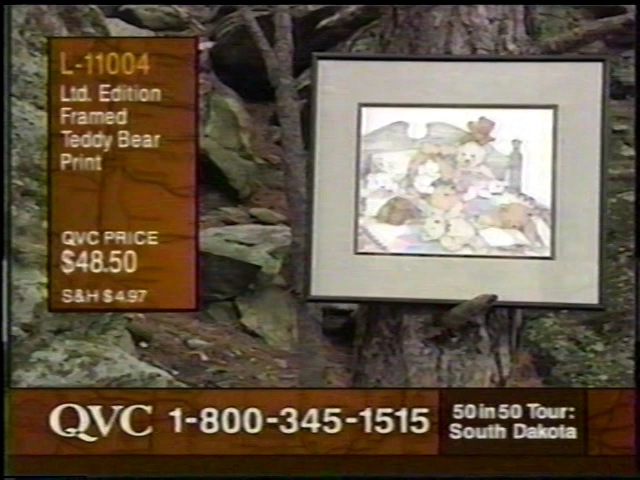 L-11004
Ltd. Edition
Framed
Teddy Bear
Print
QVC PRICE
$48.50
S&H $4.97
QVC 1-800-345-1515
50 in 50 Tour:
South Dakota